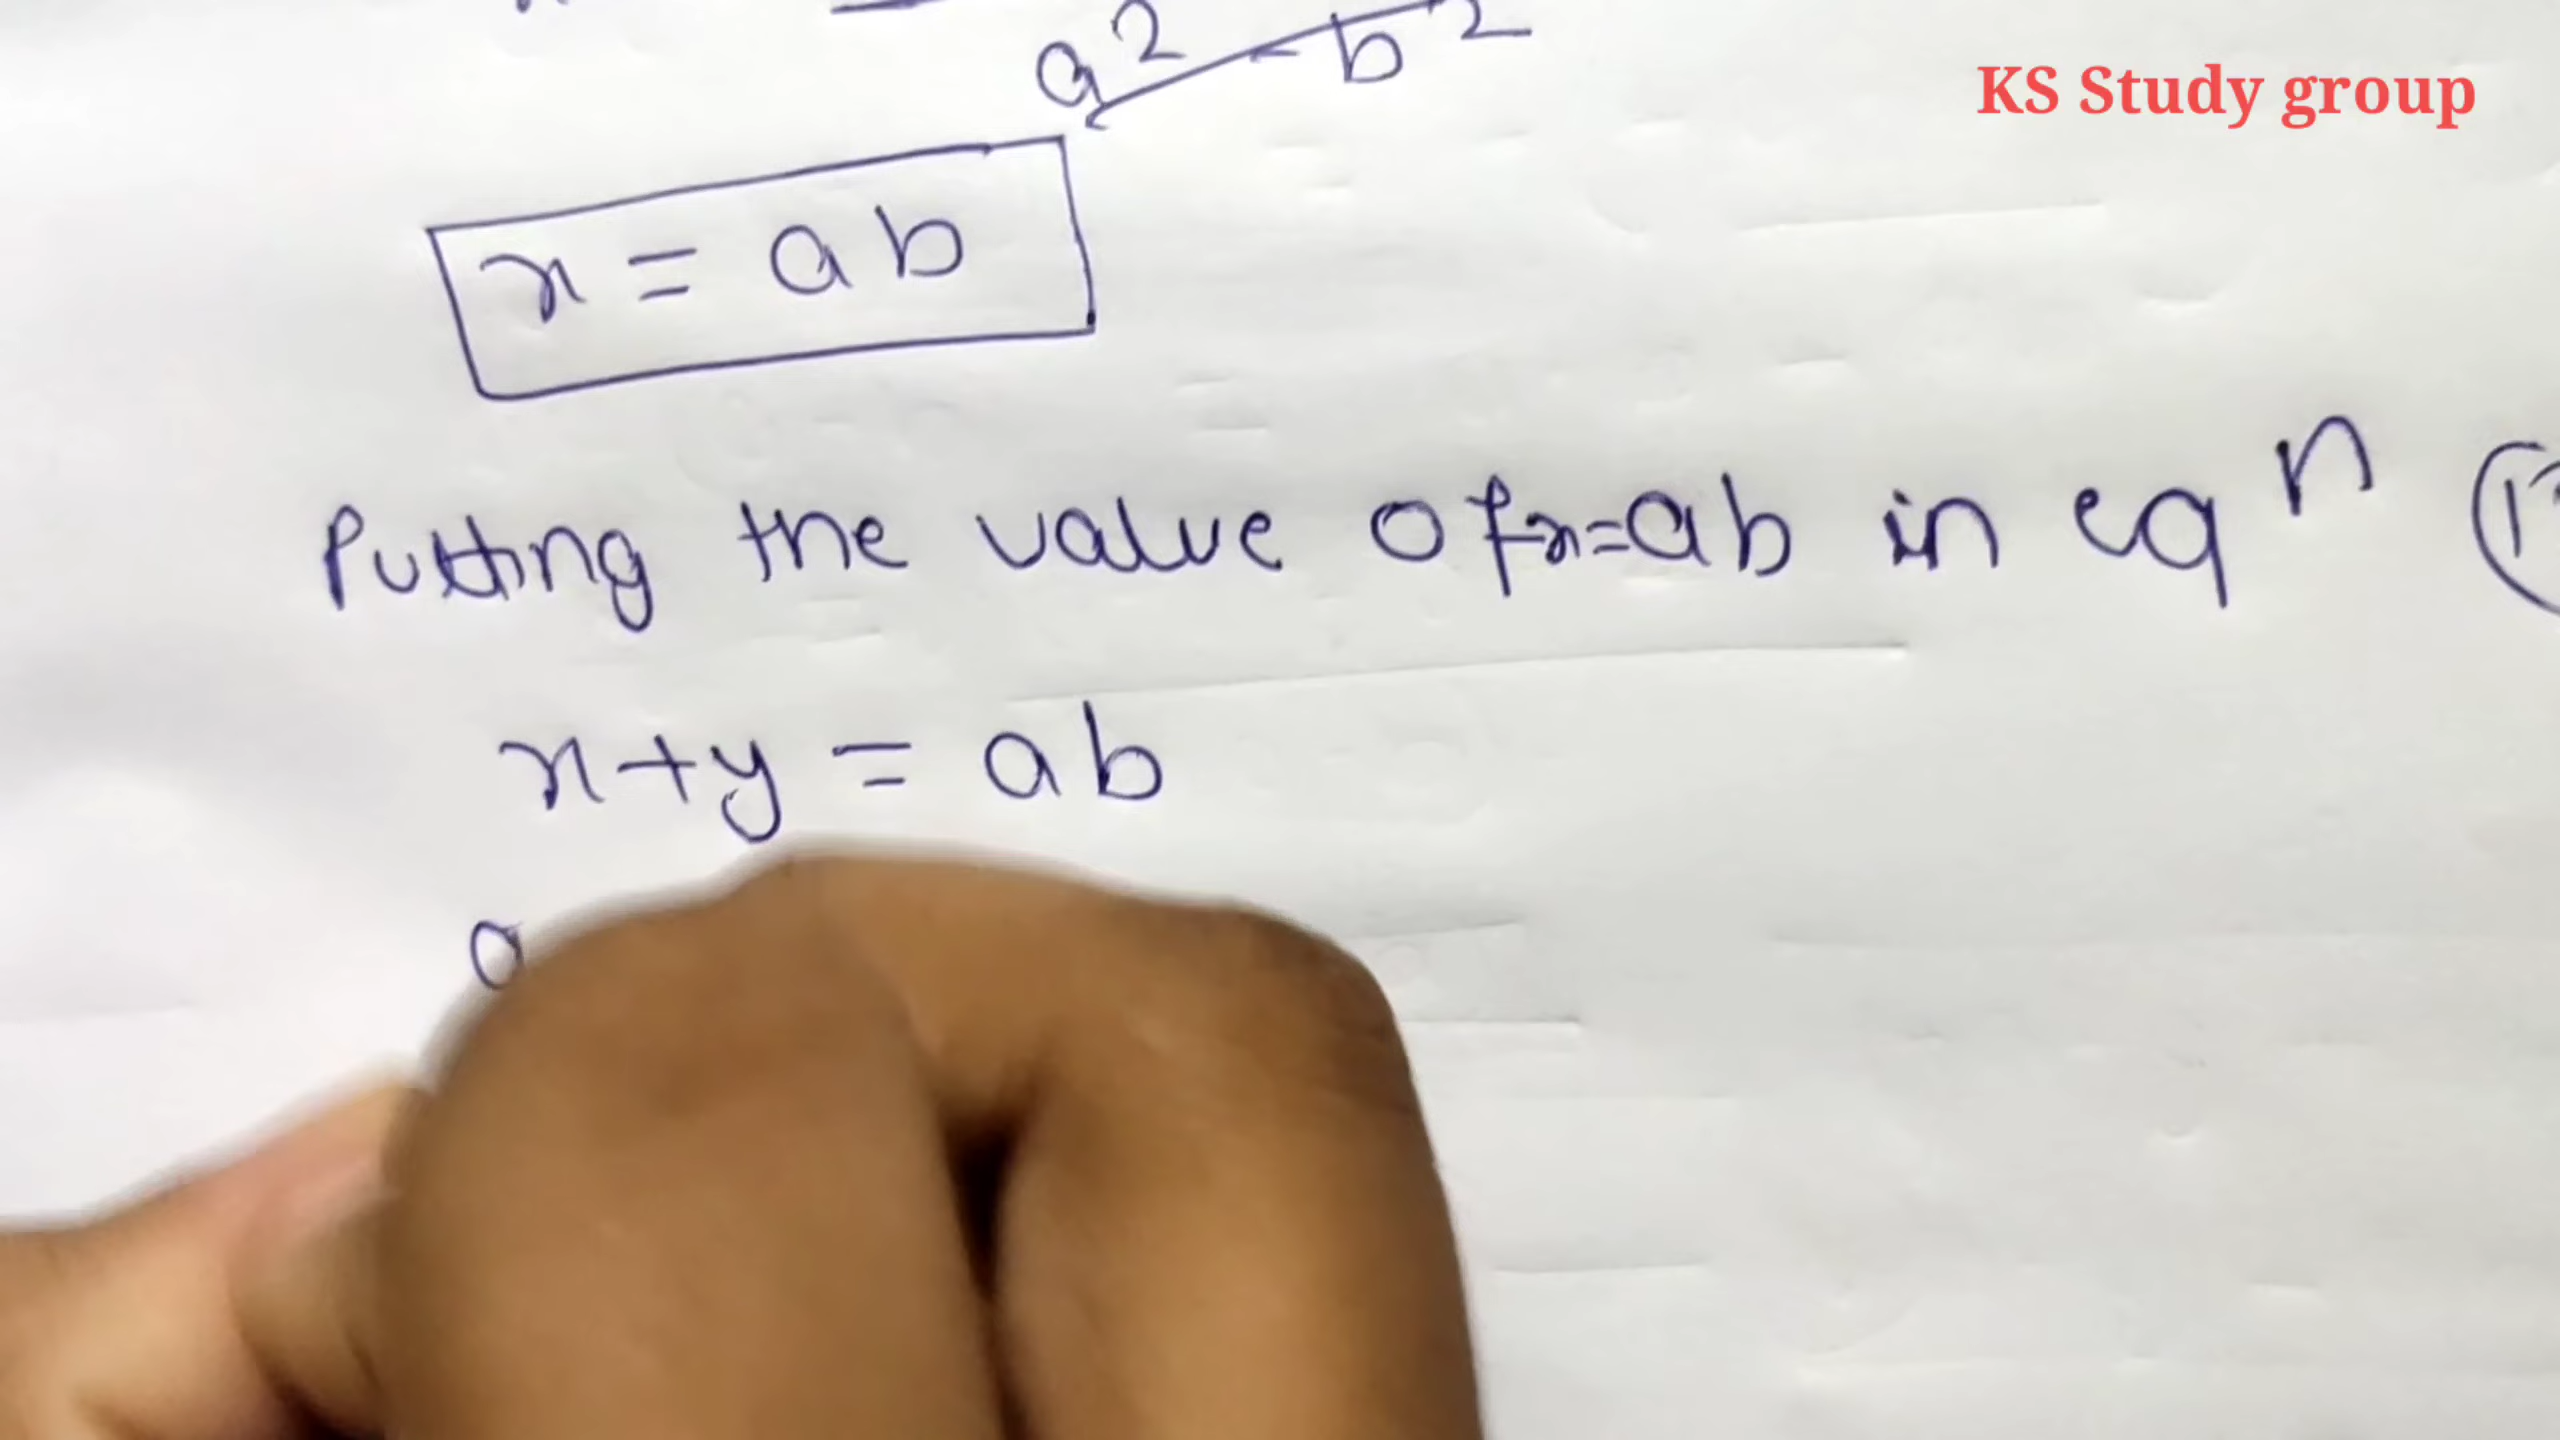 a² - b²
KS Study group
x = ab
Putting the value of x=ab in eqⁿ
x+y = ab
a